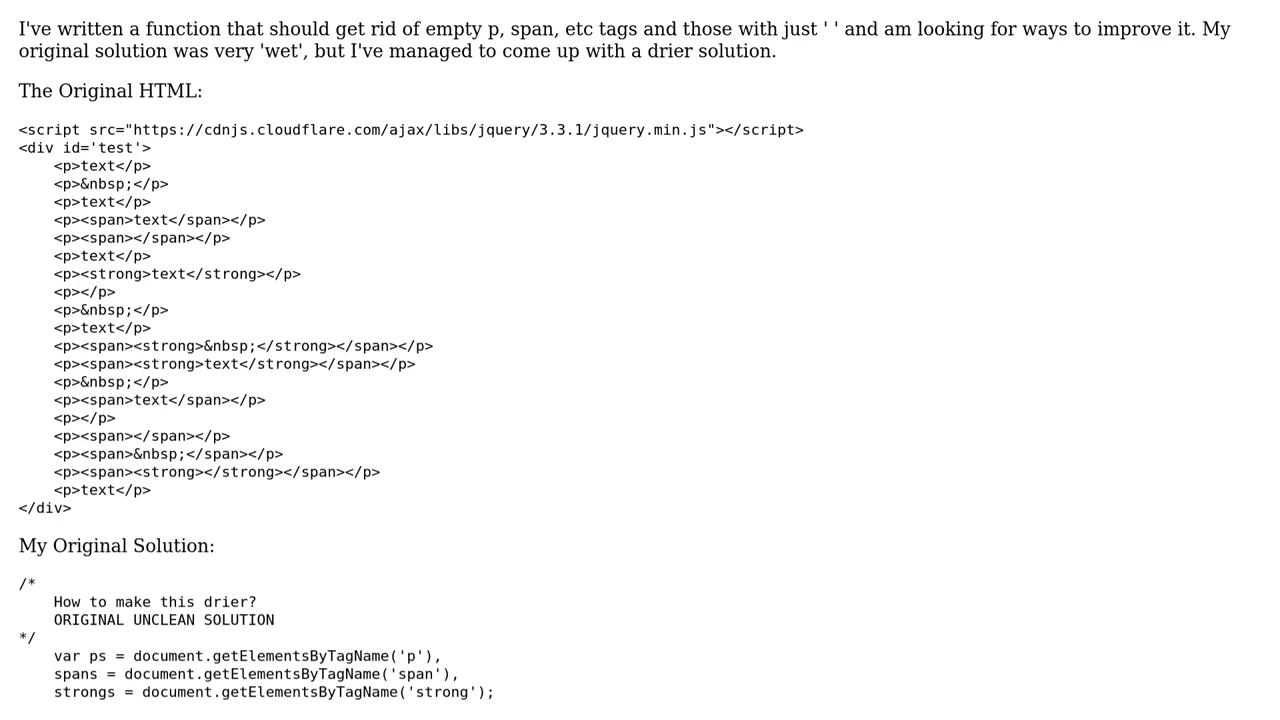 I've written a function that should get rid of empty p, span, etc tags and those with just ' ' and am looking for ways to improve it. My
original solution was very 'wet', but I've managed to come up with a drier solution.
The Original HTML:
<script src="https://cdnjs.cloudflare.com/ajax/libs/jquery/3.3.1/jquery.min.js"></script>
<div id='test'>
    <p>text</p>
    <p>&nbsp;</p>
    <p>text</p>
    <p><span>text</span></p>
    <p><span></span></p>
    <p>text</p>
    <p><strong>text</strong></p>
    <p></p>
    <p>&nbsp;</p>
    <p>text</p>
    <p><span><strong>&nbsp;</strong></span></p>
    <p><span><strong>text</strong></span></p>
    <p>&nbsp;</p>
    <p><span>text</span></p>
    <p></p>
    <p><span></span></p>
    <p><span>&nbsp;</span></p>
    <p><span><strong></strong></span></p>
    <p>text</p>
</div>
My Original Solution:
/*
    How to make this drier?
    ORIGINAL UNCLEAN SOLUTION
*/
    var ps = document.getElementsByTagName('p'),
    spans = document.getElementsByTagName('span'),
    strongs = document.getElementsByTagName('strong');